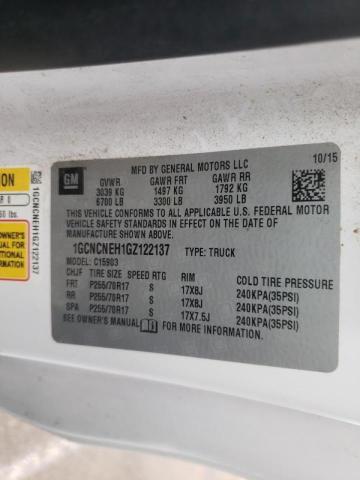 MFD BY GENERAL MOTORS LLC 10/15
GM
GVWR GAWR FRT GAWR RR
3039 KG 1497 KG 1792 KG
6700 LB 3300 LB 3950 LB
THIS VEHICLE CONFORMS TO ALL APPLICABLE U.S. FEDERAL MOTOR
VEHICLE SAFETY STANDARDS IN EFFECT ON THE DATE OF
MANUFACTURE SHOWN ABOVE.
1GCNCNEH1GZ122137 TYPE: TRUCK
MODEL: C15903
CHJF TIRE SIZE SPEED RTG RIM COLD TIRE PRESSURE
FRT P255/70R17 S 17X8J 240KPA(35PSI)
RR P255/70R17 S 17X8J 240KPA(35PSI)
SPA P255/70R17 S 17X7.5J 240KPA(35PSI)
SEE OWNER'S MANUAL FOR MORE INFORMATION.
1GCNCNEH1GZ122137
ION
lbs.